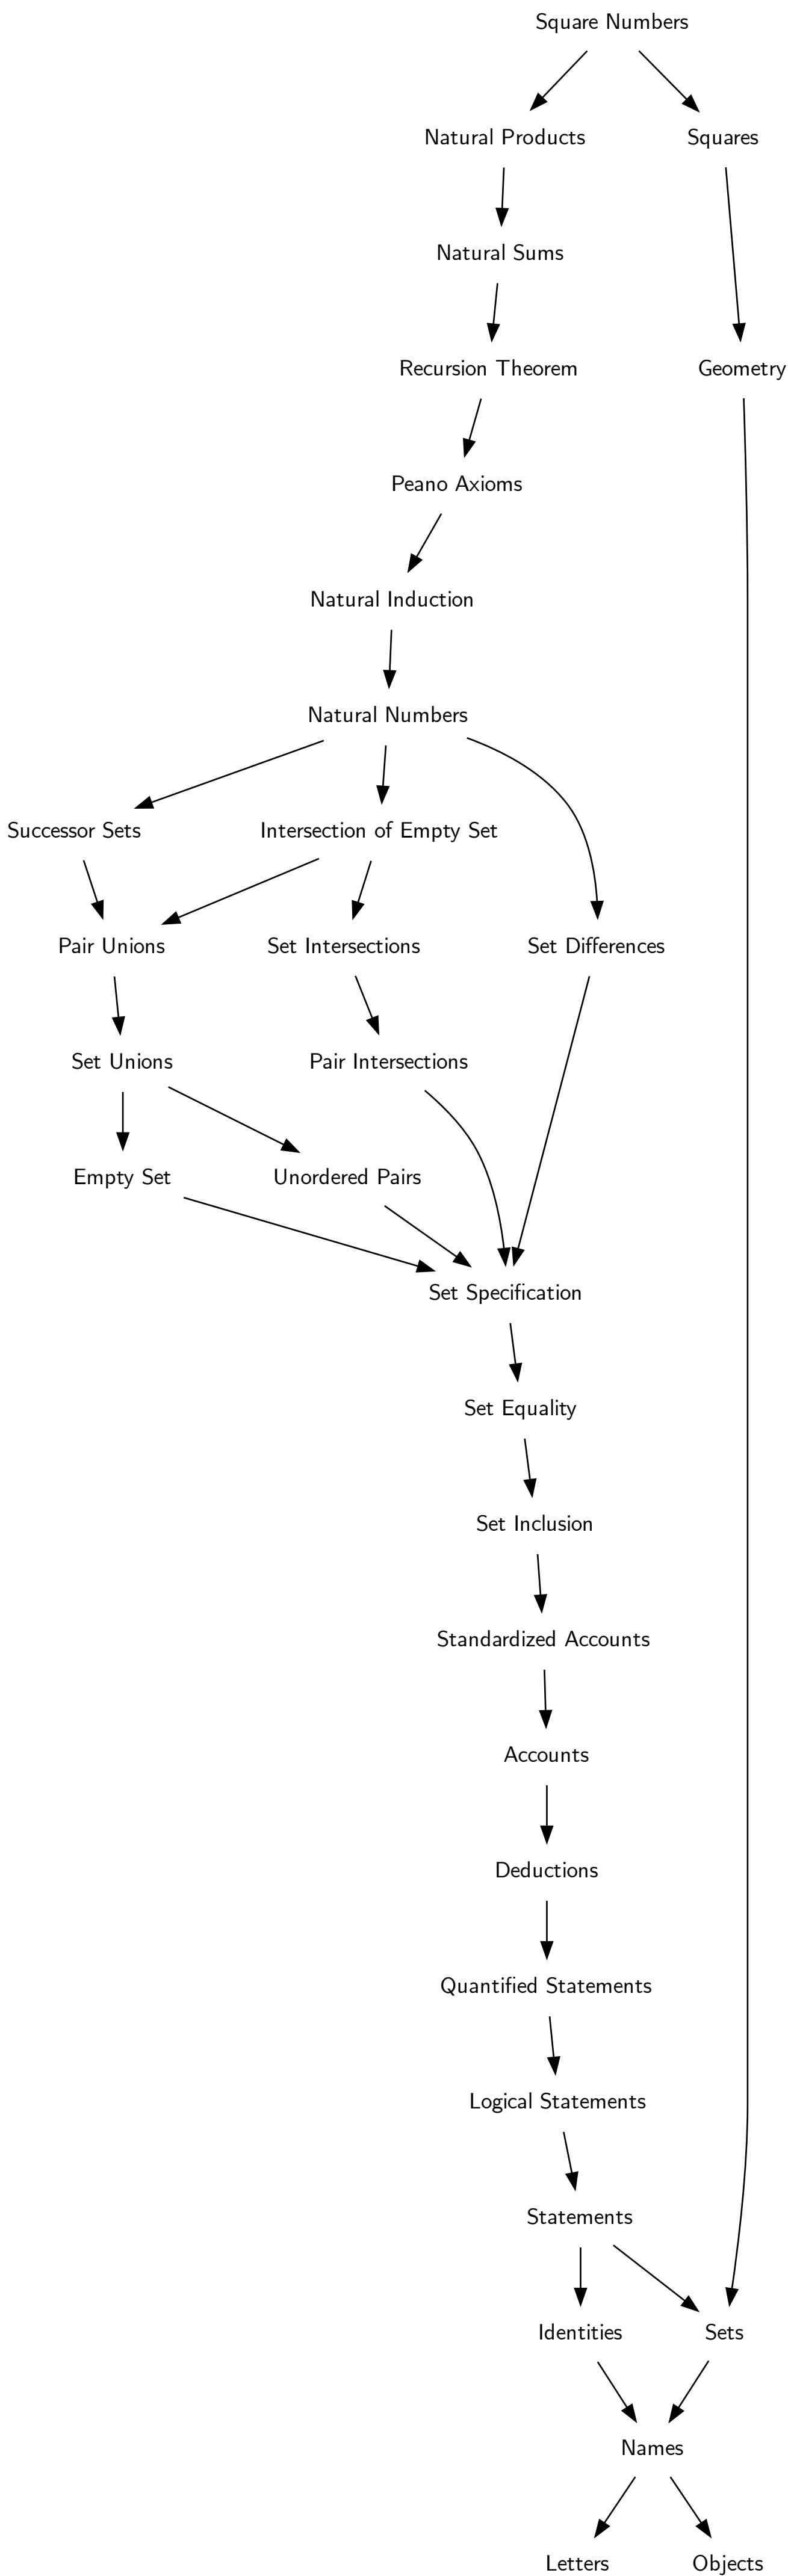 Square Numbers
Natural Products
Squares
Natural Sums
Recursion Theorem
Geometry
Peano Axioms
Natural Induction
Natural Numbers
Successor Sets
Intersection of Empty Set
Pair Unions
Set Intersections
Set Differences
Set Unions
Pair Intersections
Empty Set
Unordered Pairs
Set Specification
Set Equality
Set Inclusion
Standardized Accounts
Accounts
Deductions
Quantified Statements
Logical Statements
Statements
Identities
Sets
Names
Letters
Objects